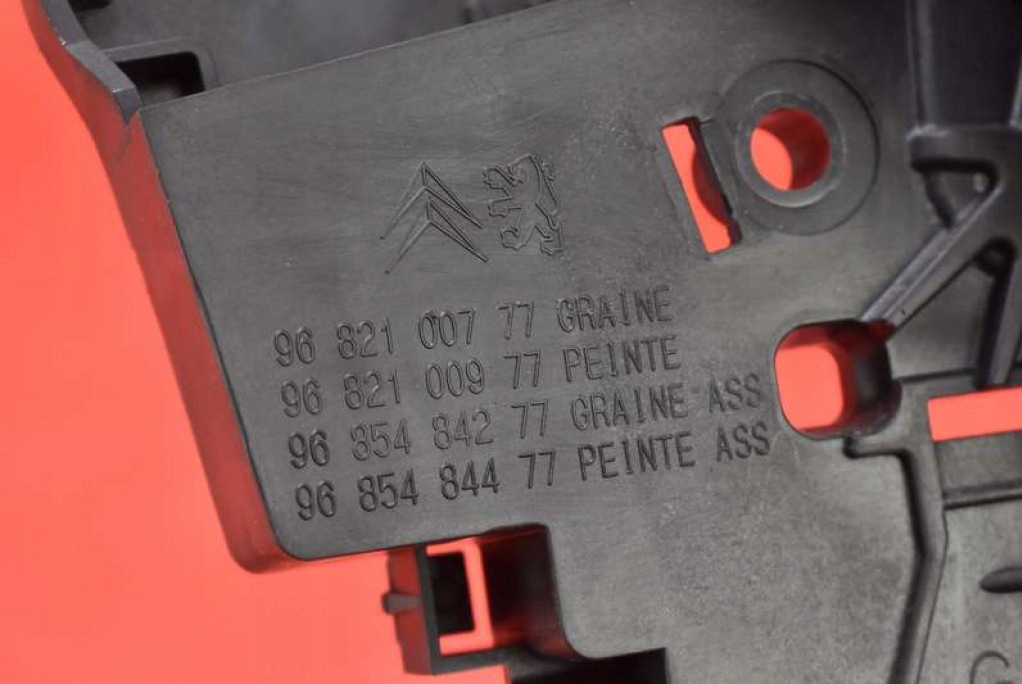 96 821 007 77 GRAINE
96 821 009 77 PEINTE
96 854 842 77 GRAINE ASS
96 854 844 77 PEINTE ASS
G